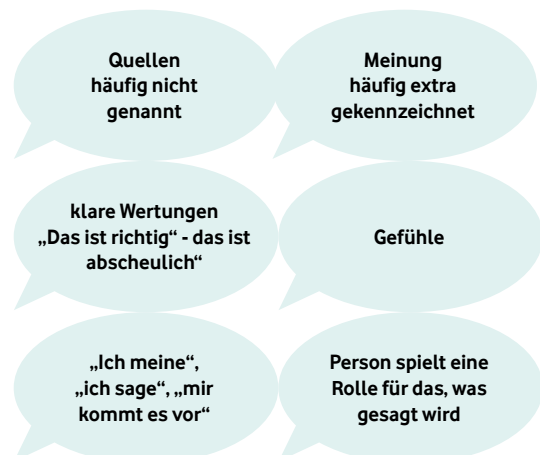 Quellen
häufig nicht
genannt
Meinung
häufig extra
gekennzeichnet
klare Wertungen
„Das ist richtig“ - das ist
abscheulich“
Gefühle
„Ich meine“,
„ich sage“, „mir
kommt es vor“
Person spielt eine
Rolle für das, was
gesagt wird